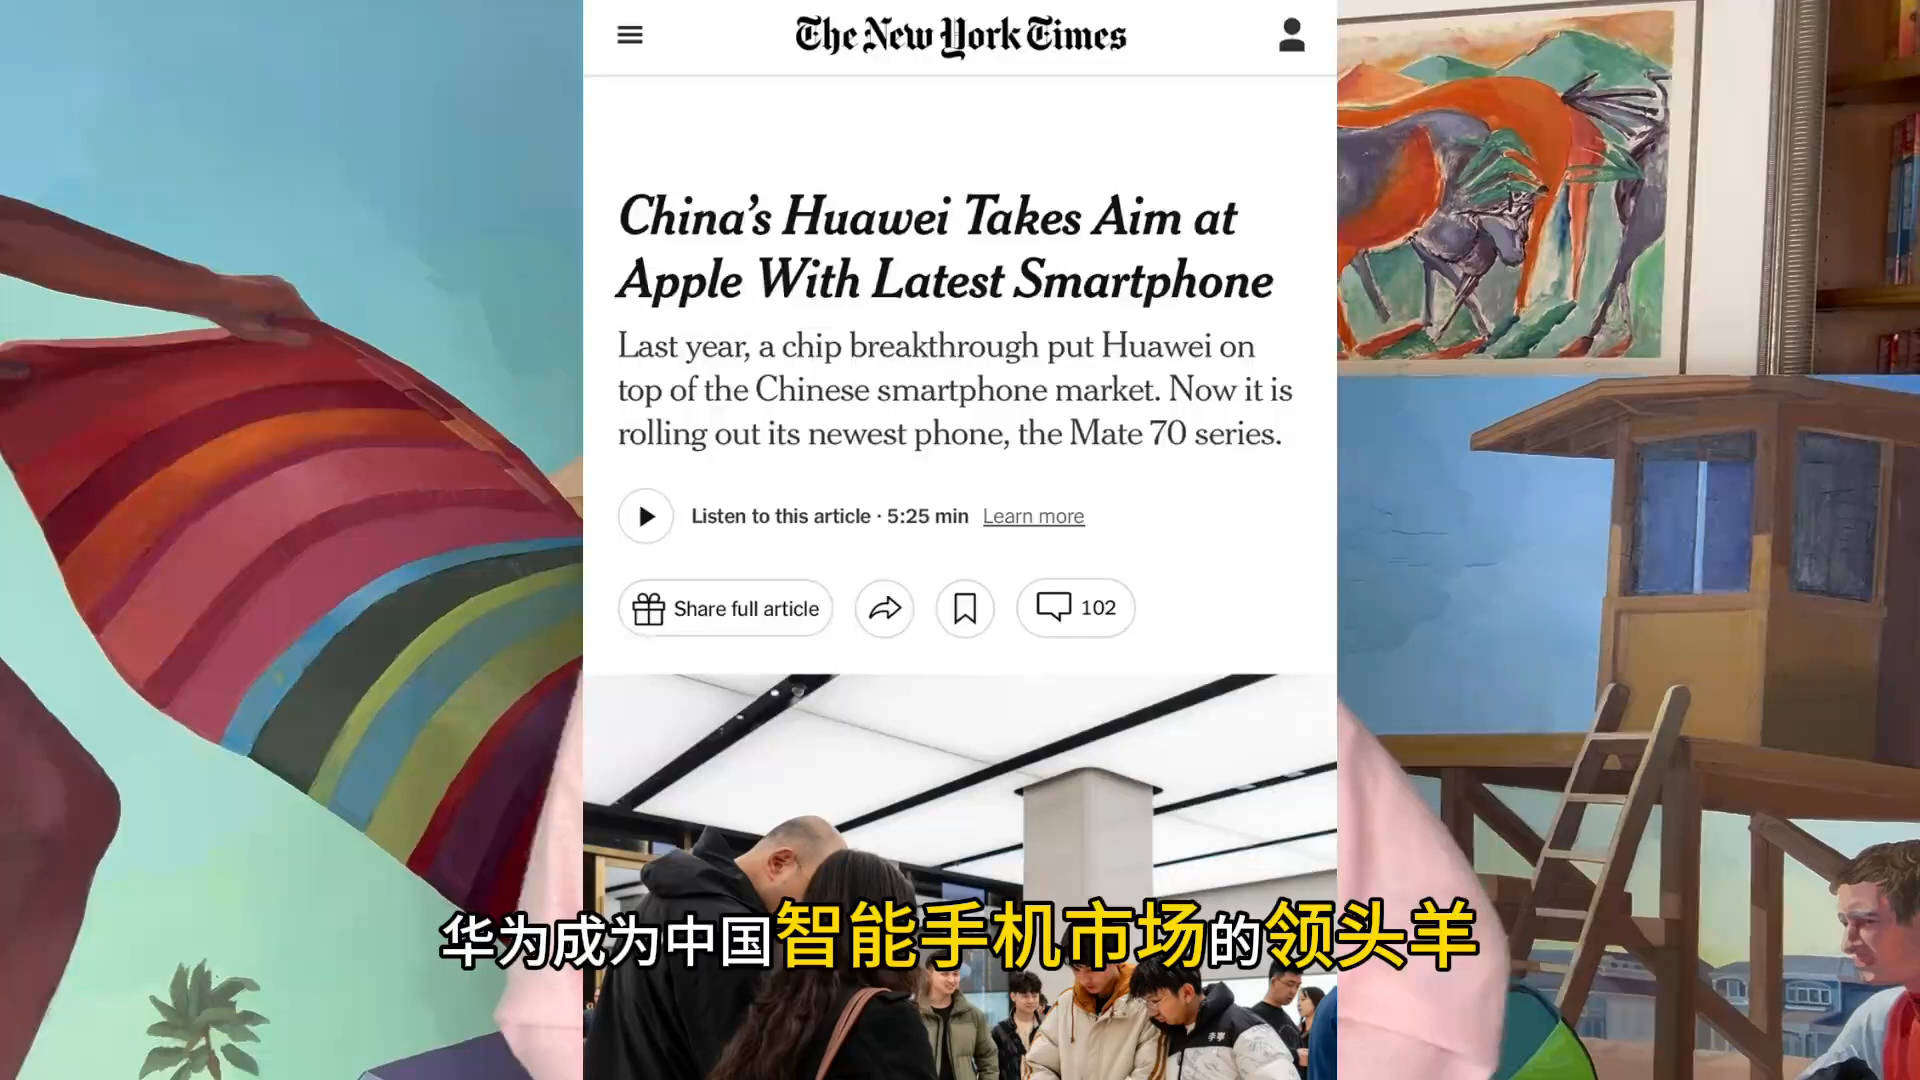 The New York Times
China's Huawei Takes Aim at
Apple With Latest Smartphone
Last year, a chip breakthrough put Huawei on
top of the Chinese smartphone market. Now it is
rolling out its newest phone, the Mate 70 series.
Listen to this article · 5:25 min Learn more
Share full article
102
华为成为中国智能手机市场的领头羊
李宁